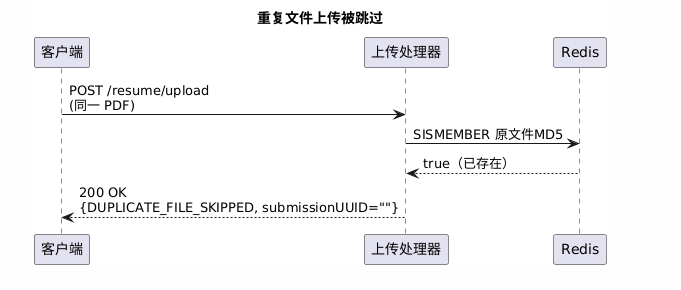 重复文件上传被跳过
客户端
上传处理器
Redis
POST /resume/upload
(同一 PDF)
SISMEMBER 原文件MD5
true（已存在）
200 OK
{DUPLICATE_FILE_SKIPPED, submissionUUID=""}
客户端
上传处理器
Redis